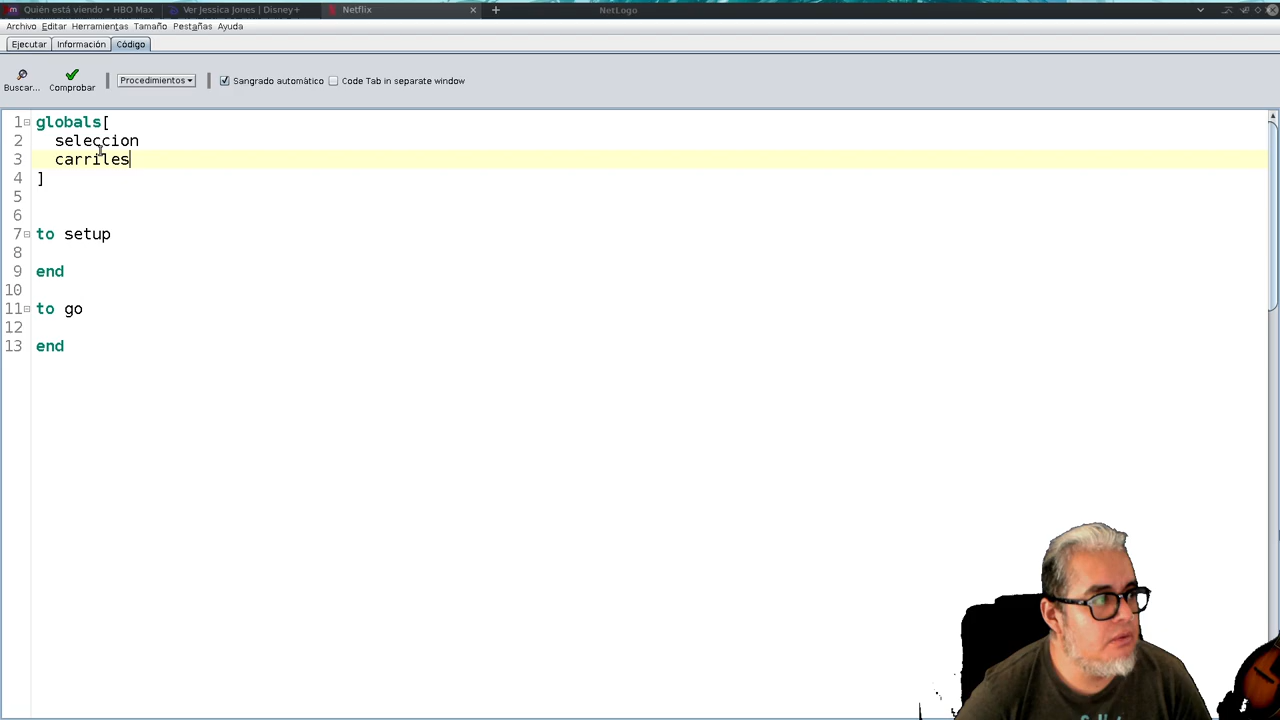 Quién está viendo • HBO Max
Ver Jessica Jones | Disney+
Netflix
NetLogo
Archivo Editar Herramientas Tamaño Pestañas Ayuda
Ejecutar Información Código
Buscar... Comprobar Procedimientos Sangrado automático Code Tab in separate window
1 globals[
2 seleccion
3 carriles
4 ]
5
6
7 to setup
8
9 end
10
11 to go
12
13 end